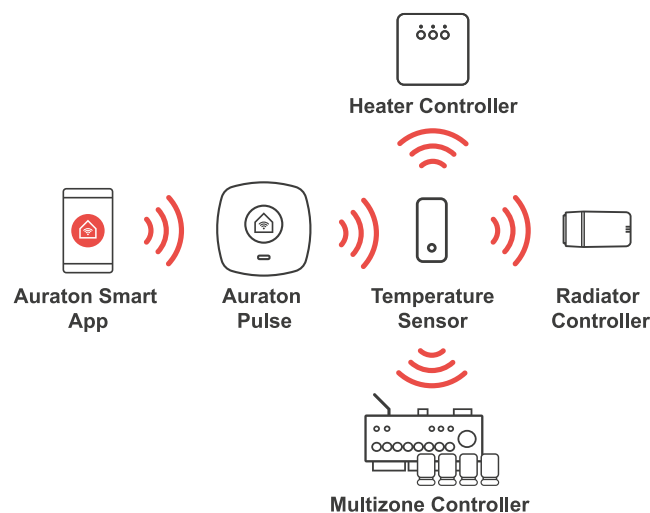 Heater Controller
Auraton Smart
App
Auraton
Pulse
Temperature
Sensor
Radiator
Controller
Multizone Controller